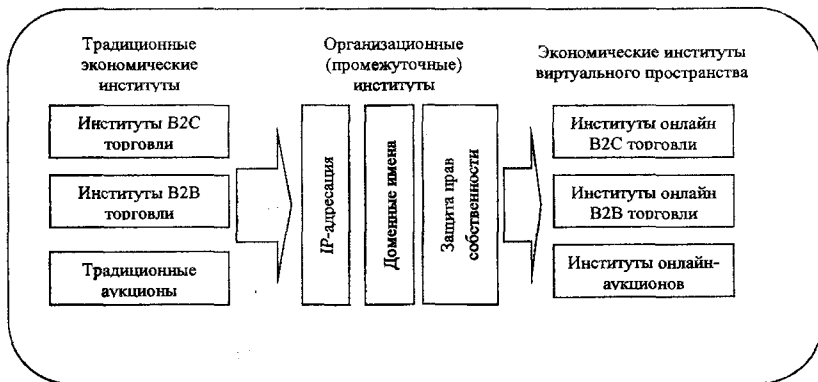 Традиционные
экономические
институты
Институты B2C
торговли
Институты B2B
торговли
Традиционные
аукционы
Организационные
(промежуточные)
институты
IP-адресация
Доменные имена
Защита прав
собственности
Экономические институты
виртуального пространства
Институты онлайн
B2C торговли
Институты онлайн
B2B торговли
Институты онлайн-
аукционов